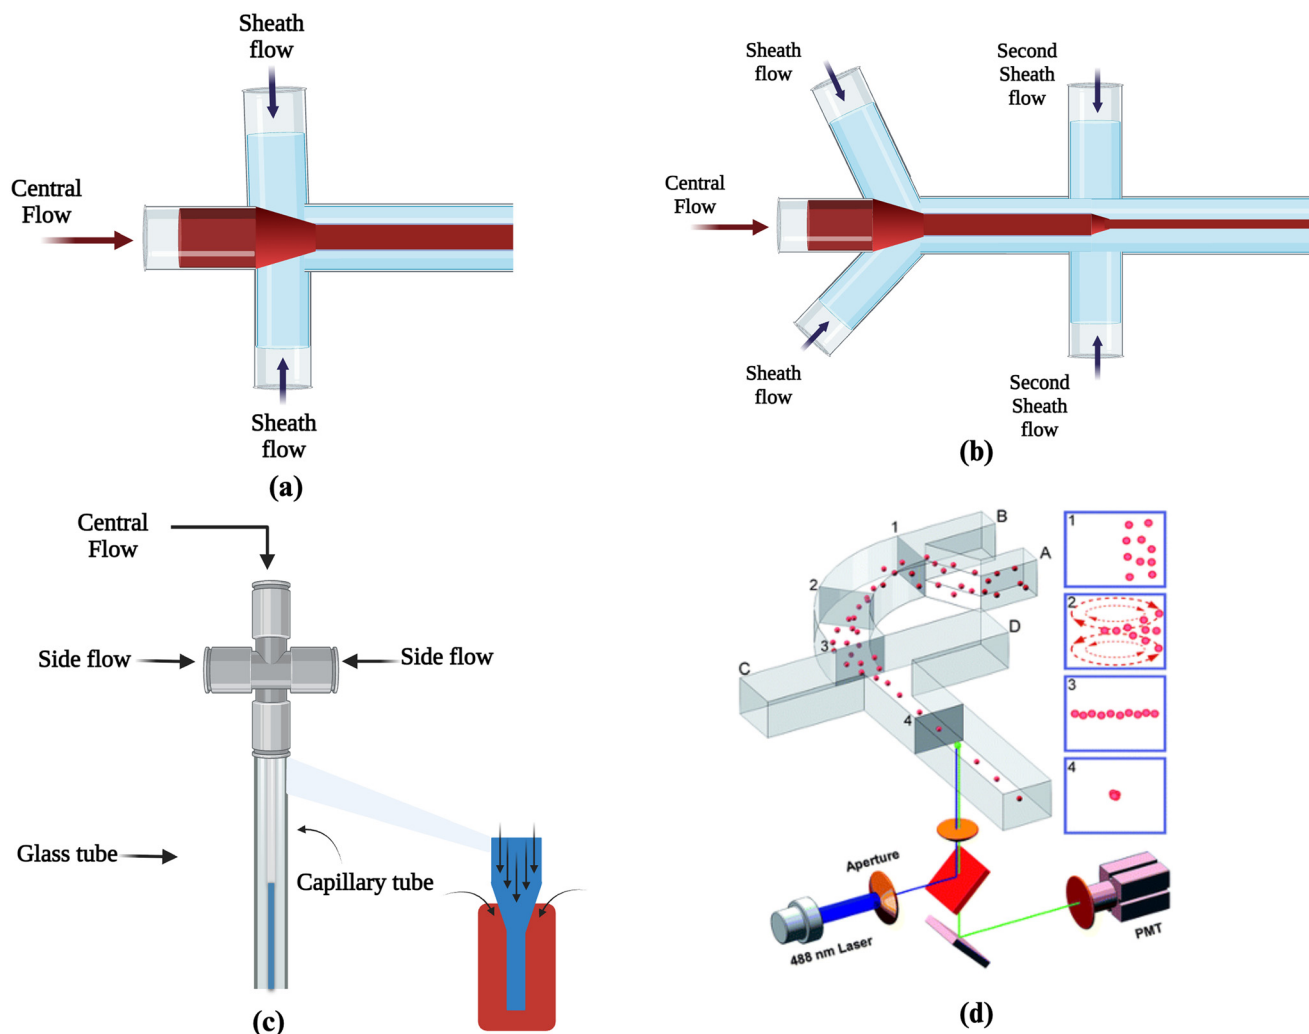 Sheath
flow
Central
Flow
Sheath
flow
(a)
Sheath
flow
Second
Sheath
flow
Central
Flow
Sheath
flow
Second
Sheath
flow
(b)
Central
Flow
Side flow
Side flow
Glass tube
Capillary tube
(c)
1
B
A
2
D
3
C
4
1
2
3
4
Aperture
488 nm Laser
PMT
(d)